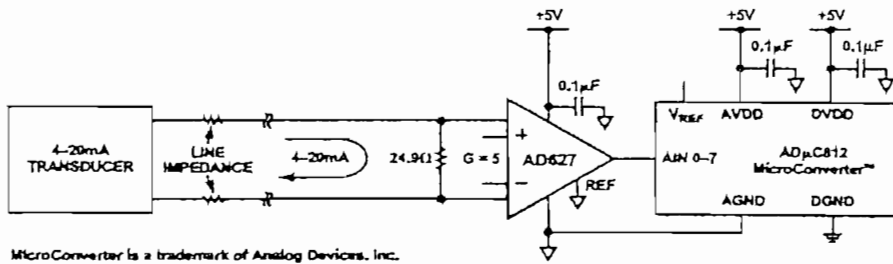 +5V
+5V
+5V
0.1μF
0.1μF
0.1μF
4–20mA
TRANSDUCER
LINE
IMPEDANCE
4–20mA
24.9Ω
+
G = 5
−
AD627
REF
VREF
AVDD
DVDD
AIN 0–7
ADμC812
MicroConverter™
AGND
DGND
MicroConverter is a trademark of Analog Devices, Inc.